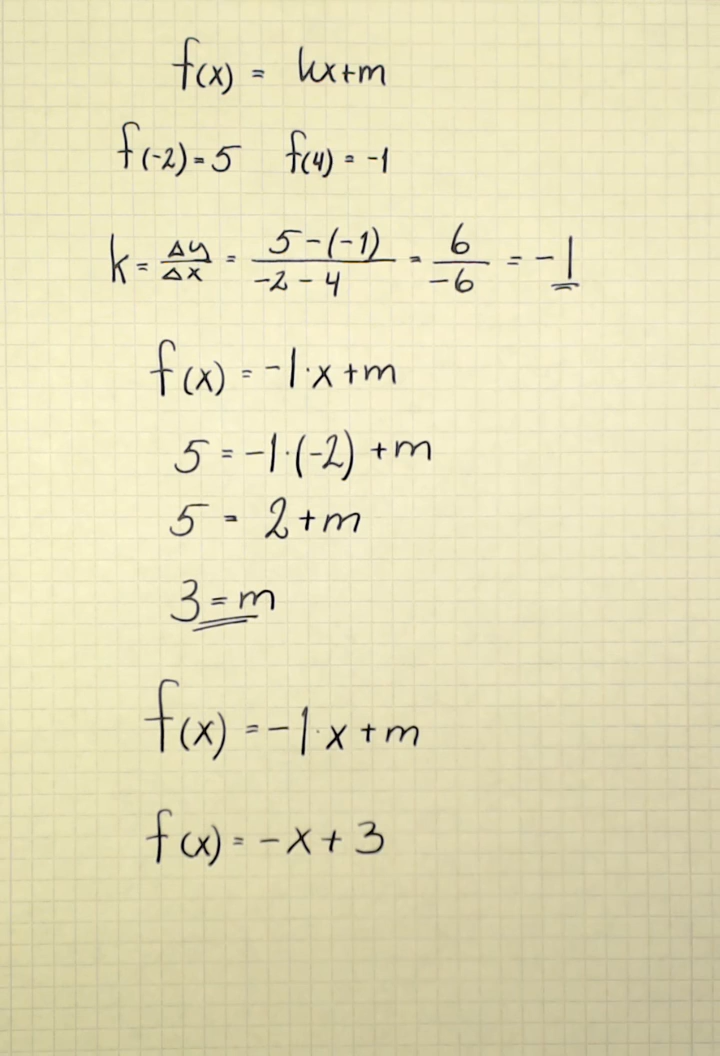 f(x) = kx+m
f(-2)=5 f(4)=-1
k = Δy/Δx = 5-(-1)/-2-4 = 6/-6 = -1
f(x) = -1·x+m
5 = -1·(-2)+m
5 = 2+m
3=m
f(x) = -1·x+m
f(x) = -x+3